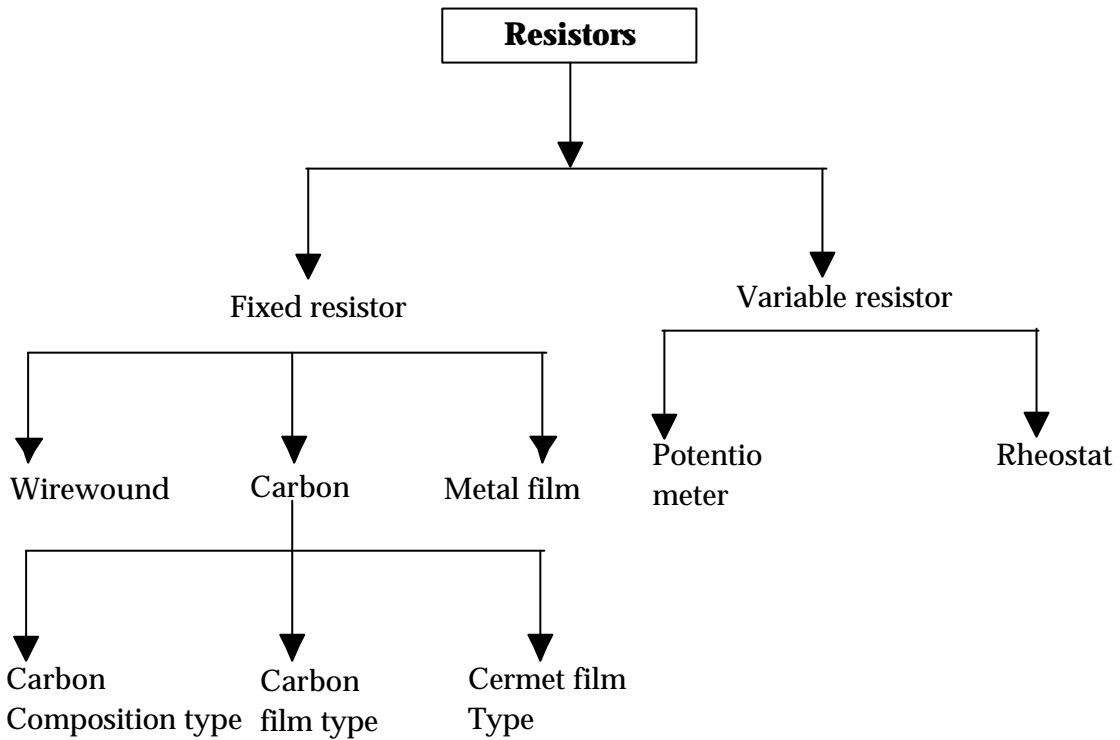 Resistors
Fixed resistor
Variable resistor
Wirewound
Carbon
Metal film
Potentio
meter
Rheostat
Carbon
Composition type
Carbon
film type
Cermet film
Type